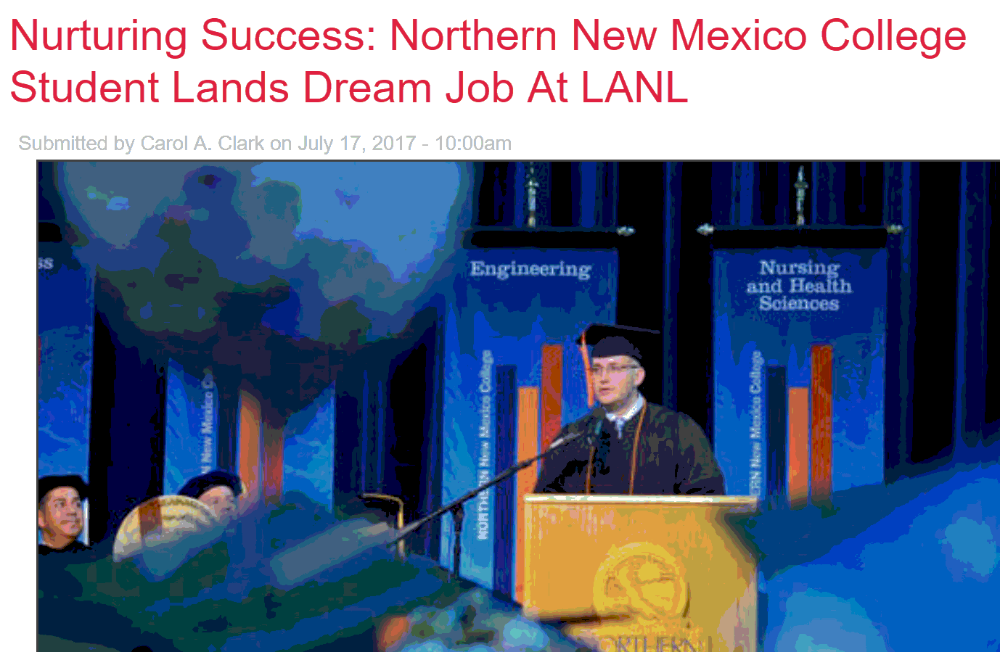 Nurturing Success: Northern New Mexico College
Student Lands Dream Job At LANL
Submitted by Carol A. Clark on July 17, 2017 - 10:00am
ss
Engineering
Nursing
and Health
Sciences
New Mexico C
NORTHERN New Mexico College
ERN New Mexico College
ORTHERN